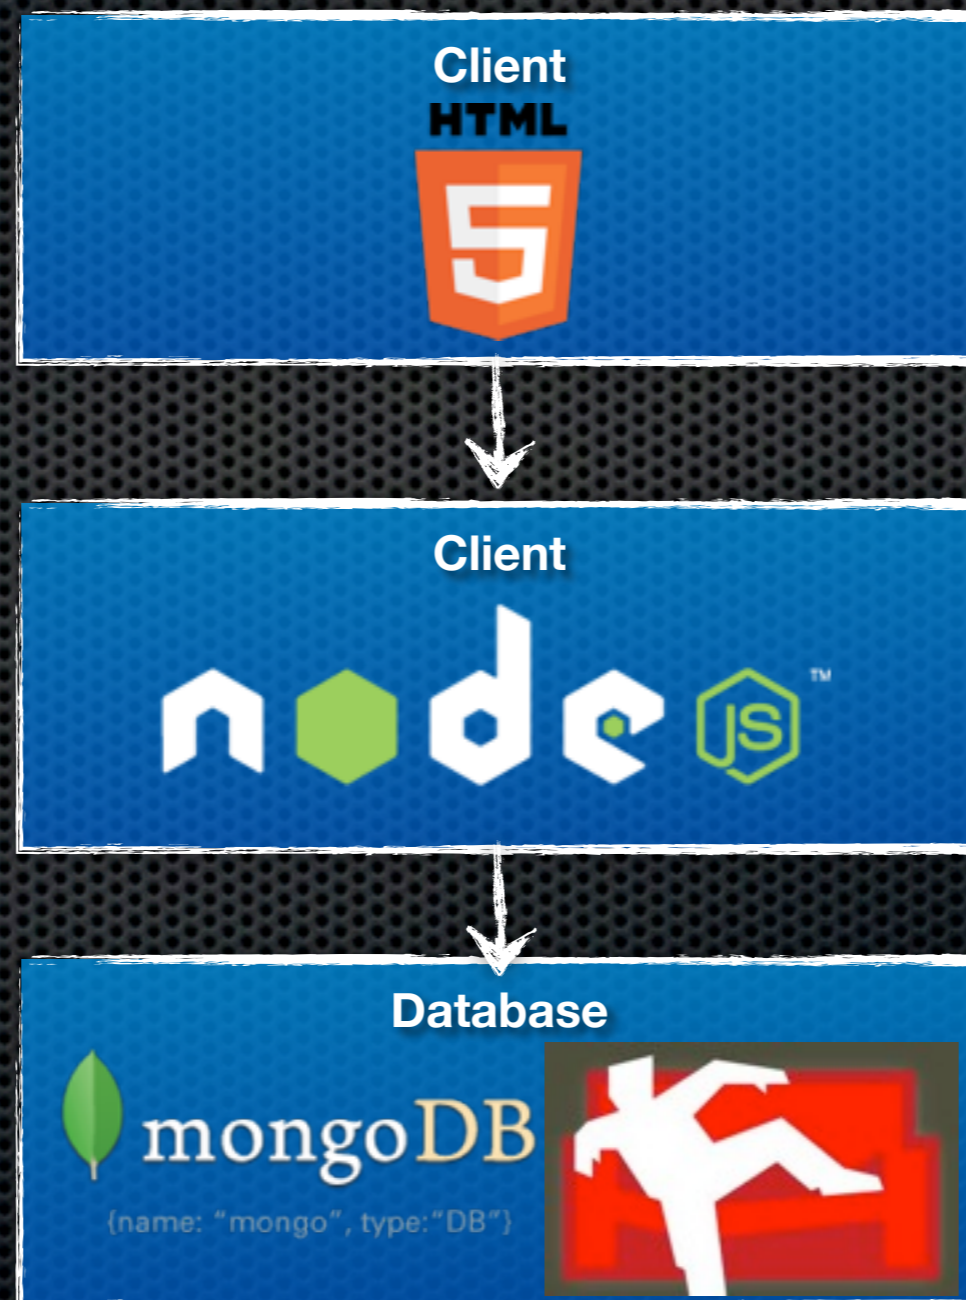 Client
HTML
5
Client
node
JS
TM
Database
mongoDB
{name: “mongo”, type:“DB”}